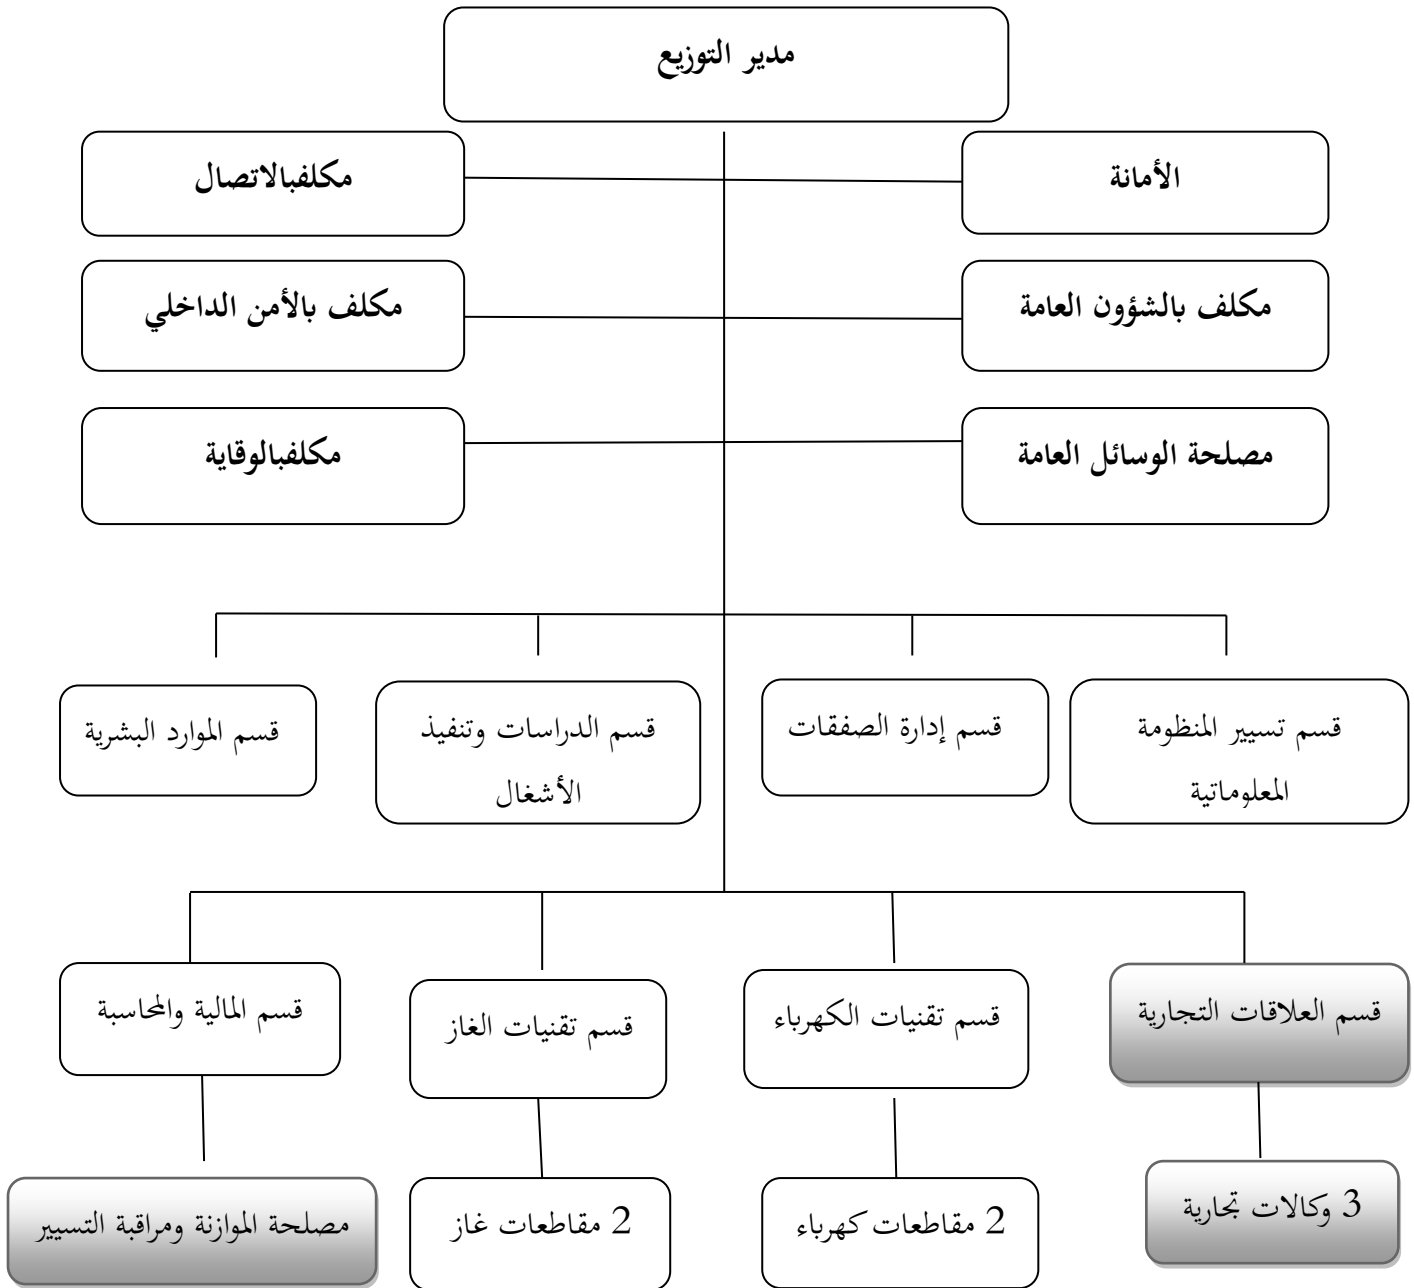 مدير التوزيع
الأمانة
مكلفبالاتصال
مكلف بالشؤون العامة
مكلف بالأمن الداخلي
مصلحة الوسائل العامة
مكلفبالوقاية
قسم تسيير المنظومة
المعلوماتية
قسم إدارة الصفقات
قسم الدراسات وتنفيذ
الأشغال
قسم الموارد البشرية
قسم العلاقات التجارية
قسم تقنيات الكهرباء
قسم تقنيات الغاز
قسم المالية والمحاسبة
3 وكالات تجارية
2 مقاطعات كهرباء
2 مقاطعات غاز
مصلحة الموازنة ومراقبة التسيير